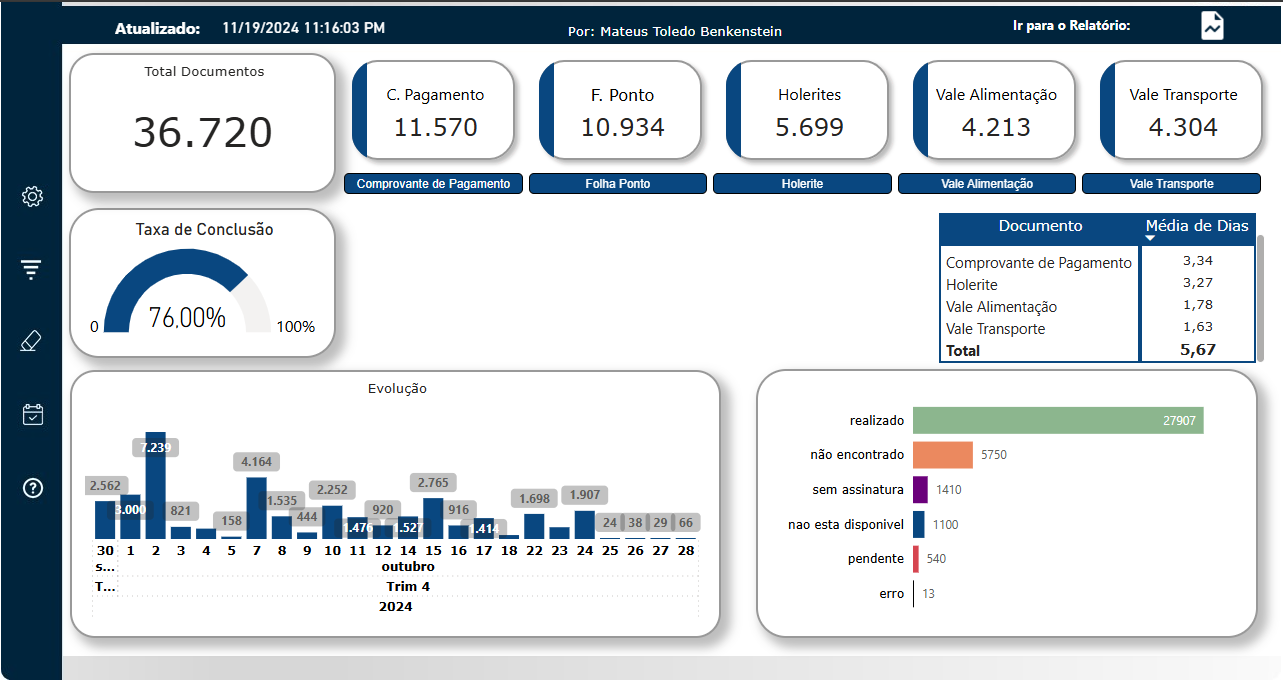 Atualizado: 11/19/2024 11:16:03 PM
Por: Mateus Toledo Benkenstein
Ir para o Relatório:
Total Documentos
36.720
C. Pagamento
11.570
F. Ponto
10.934
Holerites
5.699
Vale Alimentação
4.213
Vale Transporte
4.304
Comprovante de Pagamento
Folha Ponto
Holerite
Vale Alimentação
Vale Transporte
Taxa de Conclusão
76,00%
0
100%
Documento Média de Dias
Comprovante de Pagamento 3,34
Holerite 3,27
Vale Alimentação 1,78
Vale Transporte 1,63
Total 5,67
Evolução
2.562 3.000 7.239 821 158 4.164 1.535 444 2.252 1.476 920 1.527 2.765 916 1.414 1.698 1.907 24 38 29 66
30 1 2 3 4 5 7 8 9 10 11 12 14 15 16 17 18 22 23 24 25 26 27 28
s... outubro
T... Trim 4
2024
realizado 27907
não encontrado 5750
sem assinatura 1410
nao esta disponivel 1100
pendente 540
erro 13